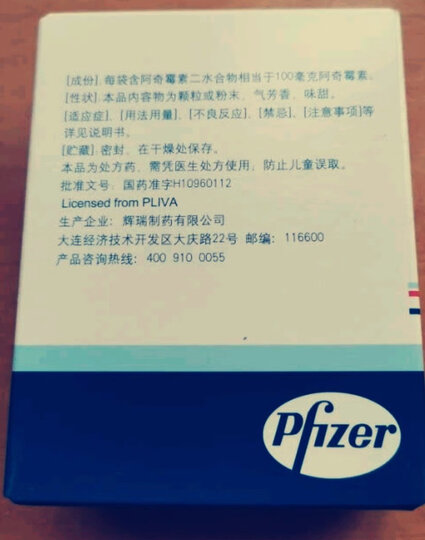 [成份] 每袋含阿奇霉素二水合物相当于100毫克阿奇霉素。
[性状] 本品内容物为颗粒或粉末，气芳香，味甜。
[适应症]、[用法用量]、[不良反应]、[禁忌]、[注意事项]等
详见说明书。
[贮藏] 密封，在干燥处保存。
本品为处方药，需凭医生处方使用；防止儿童误取。
批准文号：国药准字H10960112
Licensed from PLIVA
生产企业：辉瑞制药有限公司
大连经济技术开发区大庆路22号 邮编：116600
产品咨询热线：400 910 0055
Pfizer